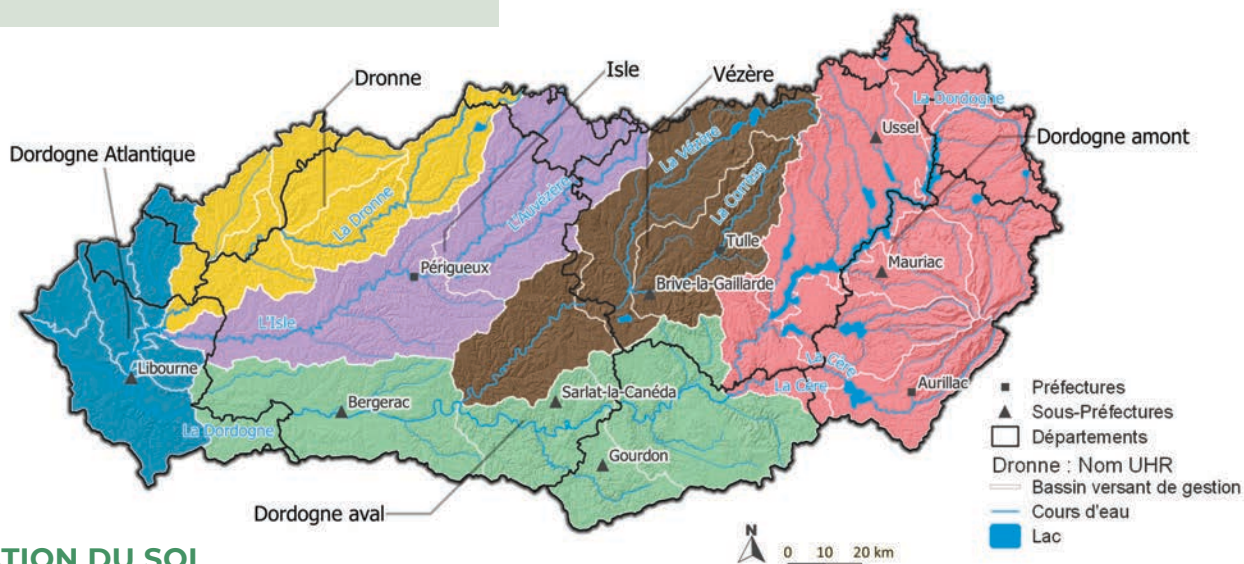 Dronne
Isle
Vézère
Dordogne Atlantique
Dordogne amont
La Dordogne
Ussel
La Vézère
La Corrèze
L'Auvézère
La Dronne
Tulle
Périgueux
Mauriac
Brive-la-Gaillarde
L'Isle
Libourne
La Cère
La Cère
Aurillac
Sarlat-la-Canéda
Bergerac
La Dordogne
Gourdon
Dordogne aval
Préfectures
Sous-Préfectures
Départements
Dronne : Nom UHR
Bassin versant de gestion
Cours d'eau
Lac
N
0 10 20 km
TION DU SOL